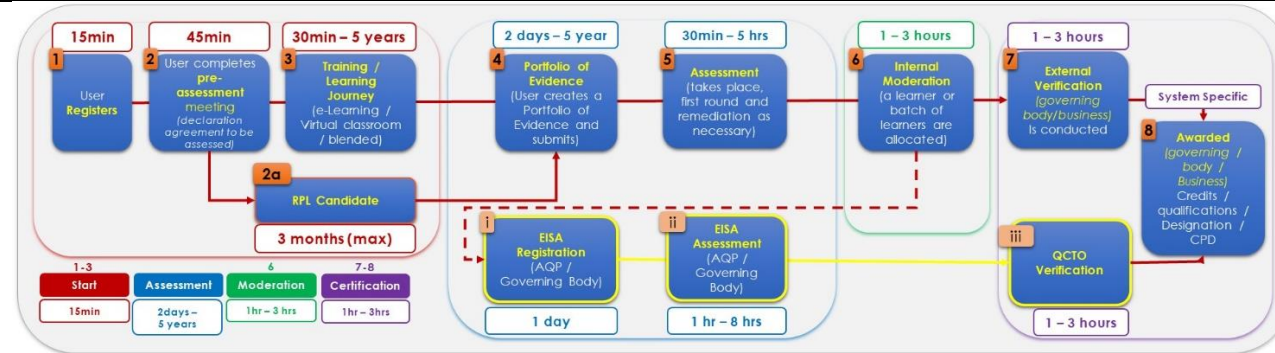 15min
1
User
Registers
45min
2
User completes
pre-
assessment
meeting
(declaration
agreement to be
assessed)
30min – 5 years
3
Training /
Learning
Journey
(e-Learning /
Virtual classroom
/ blended)
2a
RPL Candidate
3 months (max)
2 days – 5 year
4
Portfolio of
Evidence
(User creates a
Portfolio of
Evidence and
submits)
30min – 5 hrs
5
Assessment
(takes place,
first round and
remediation as
necessary)
1 – 3 hours
6
Internal
Moderation
(a learner or
batch of
learners are
allocated)
1 – 3 hours
7
External
Verification
(governing
body/business)
Is conducted
System Specific
8
Awarded
(governing /
body /
Business)
Credits /
qualifications /
Designation /
CPD
i
EISA
Registration
(AQP /
Governing Body)
1 day
ii
EISA
Assessment
(AQP /
Governing
Body)
1 hr – 8 hrs
iii
QCTO
Verification
1 – 3 hours
1-3
Start
15min
Assessment
2days –
5 years
6
Moderation
1hr – 3 hrs
7-8
Certification
1hr – 3hrs